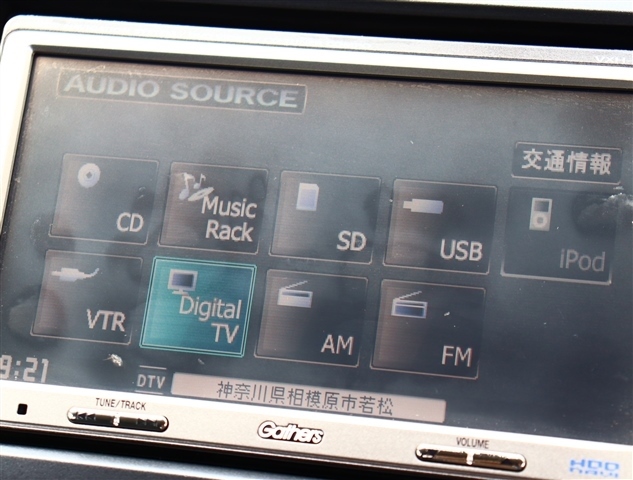 AUDIO SOURCE
交通情報
CD
Music
Rack
SD
USB
iPod
VTR
Digital
TV
AM
FM
9:21
DTV
神奈川県相模原市若松
TUNE/TRACK
Gathers
VOLUME
HDD
NAVI